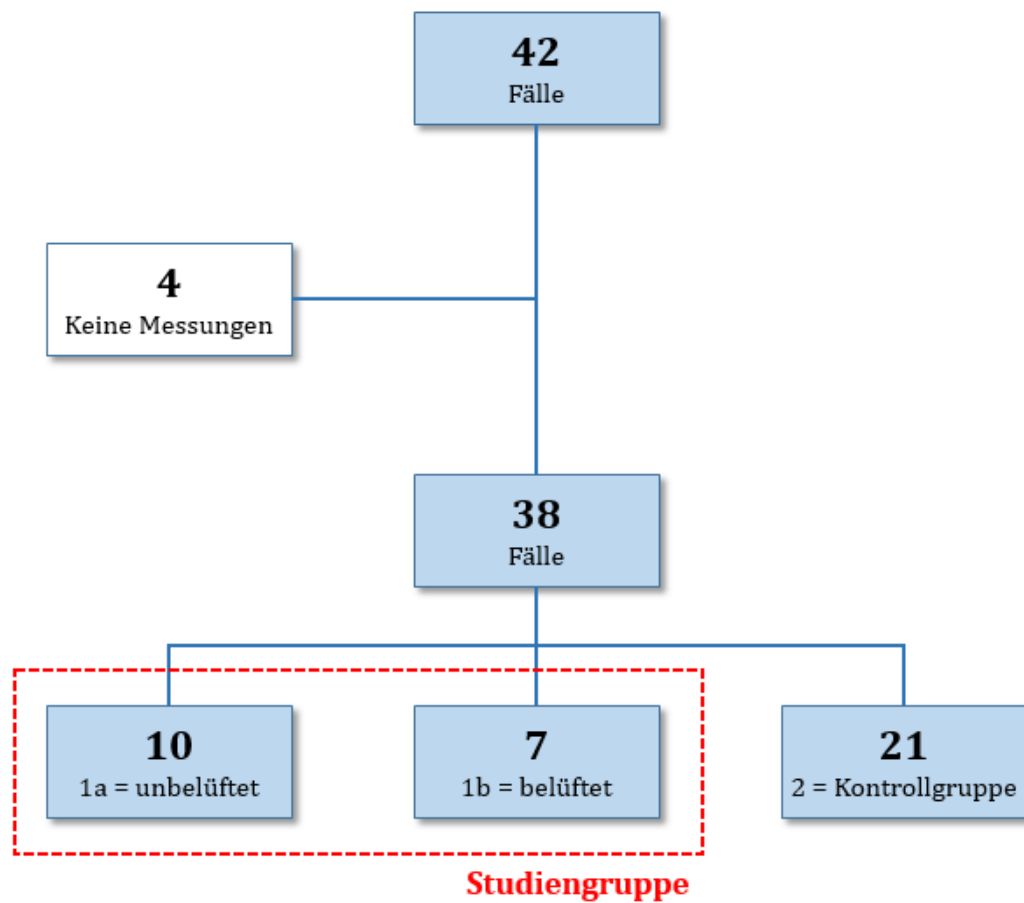 42
Fälle
4
Keine Messungen
38
Fälle
10
1a = unbelüftet
7
1b = belüftet
21
2 = Kontrollgruppe
Studiengruppe